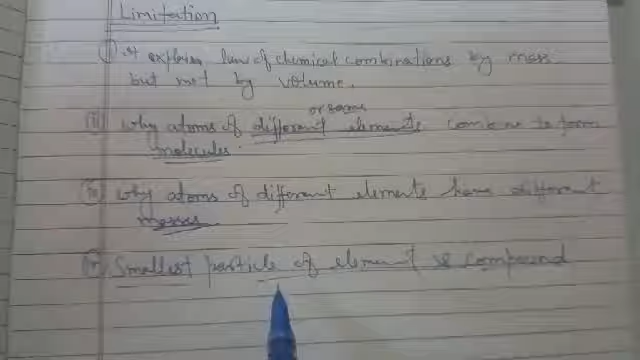 Limitation
(i) It explain law of chemical combinations by mass
but not by volume.
or same
(ii) Why atoms of different elements combine to form
molecules.
(iii) Why atoms of different elements have different
masses
(iv) Smallest particle of element & compound